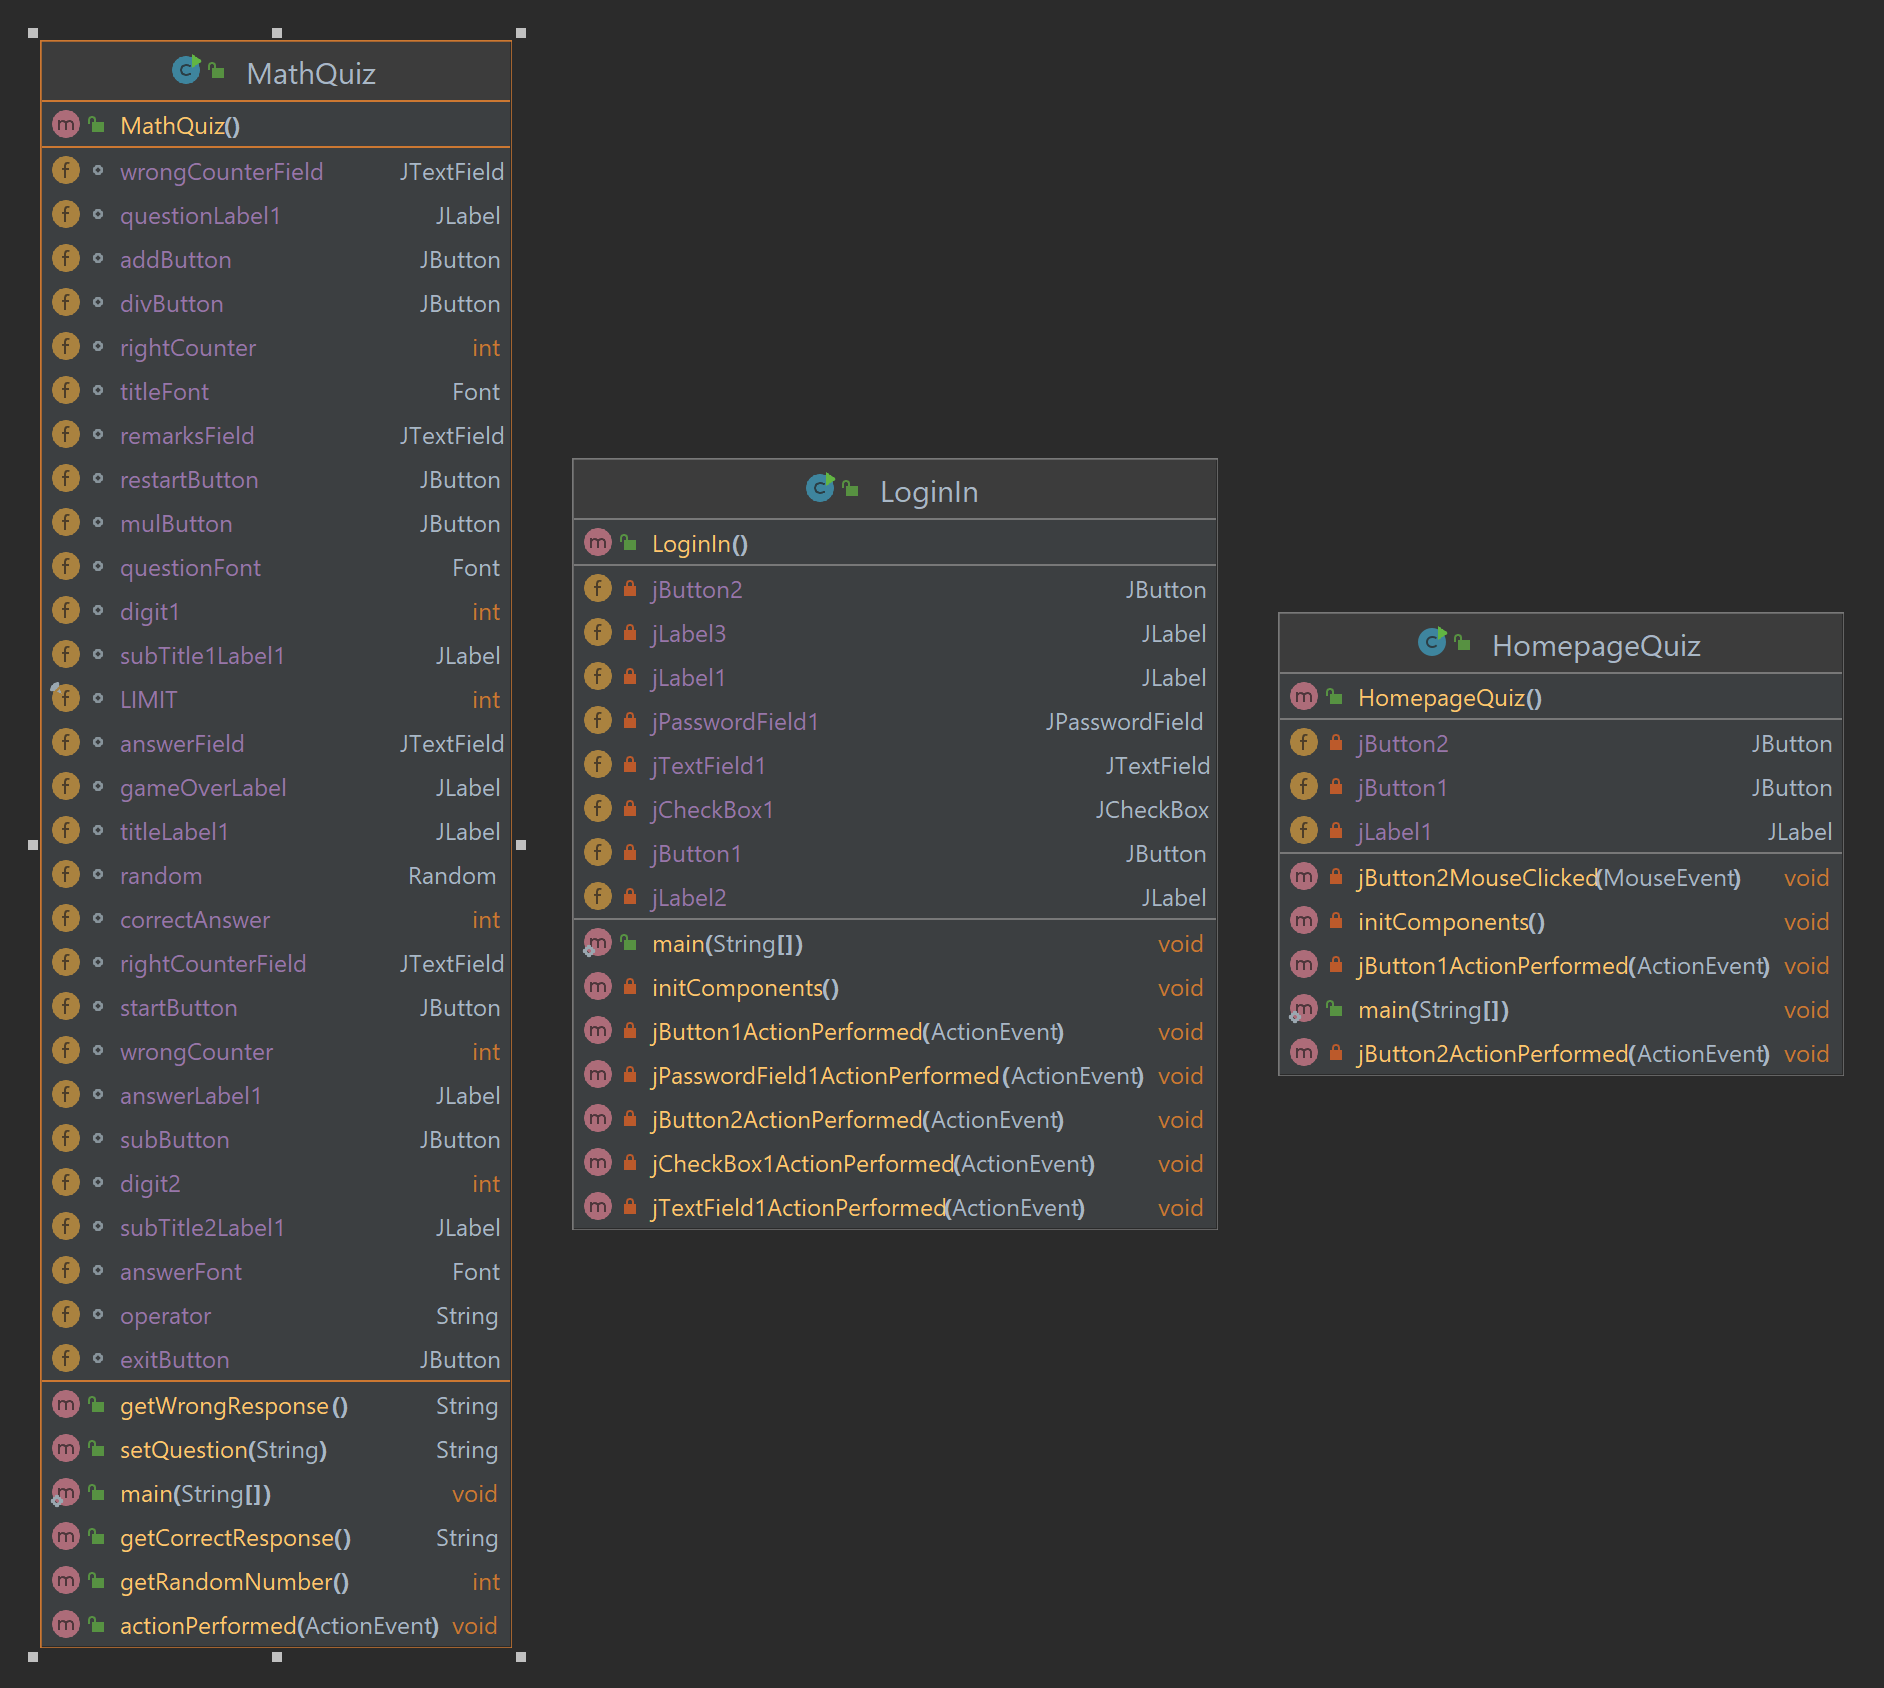 MathQuiz
MathQuiz()
wrongCounterField JTextField
questionLabel1 JLabel
addButton JButton
divButton JButton
rightCounter int
titleFont Font
remarksField JTextField
restartButton JButton
mulButton JButton
questionFont Font
digit1 int
subTitle1Label1 JLabel
LIMIT int
answerField JTextField
gameOverLabel JLabel
titleLabel1 JLabel
random Random
correctAnswer int
rightCounterField JTextField
startButton JButton
wrongCounter int
answerLabel1 JLabel
subButton JButton
digit2 int
subTitle2Label1 JLabel
answerFont Font
operator String
exitButton JButton
getWrongResponse() String
setQuestion(String) String
main(String[]) void
getCorrectResponse() String
getRandomNumber() int
actionPerformed(ActionEvent) void
LoginIn
LoginIn()
jButton2 JButton
jLabel3 JLabel
jLabel1 JLabel
jPasswordField1 JPasswordField
jTextField1 JTextField
jCheckBox1 JCheckBox
jButton1 JButton
jLabel2 JLabel
main(String[]) void
initComponents() void
jButton1ActionPerformed(ActionEvent) void
jPasswordField1ActionPerformed(ActionEvent) void
jButton2ActionPerformed(ActionEvent) void
jCheckBox1ActionPerformed(ActionEvent) void
jTextField1ActionPerformed(ActionEvent) void
HomepageQuiz
HomepageQuiz()
jButton2 JButton
jButton1 JButton
jLabel1 JLabel
jButton2MouseClicked(MouseEvent) void
initComponents() void
jButton1ActionPerformed(ActionEvent) void
main(String[]) void
jButton2ActionPerformed(ActionEvent) void